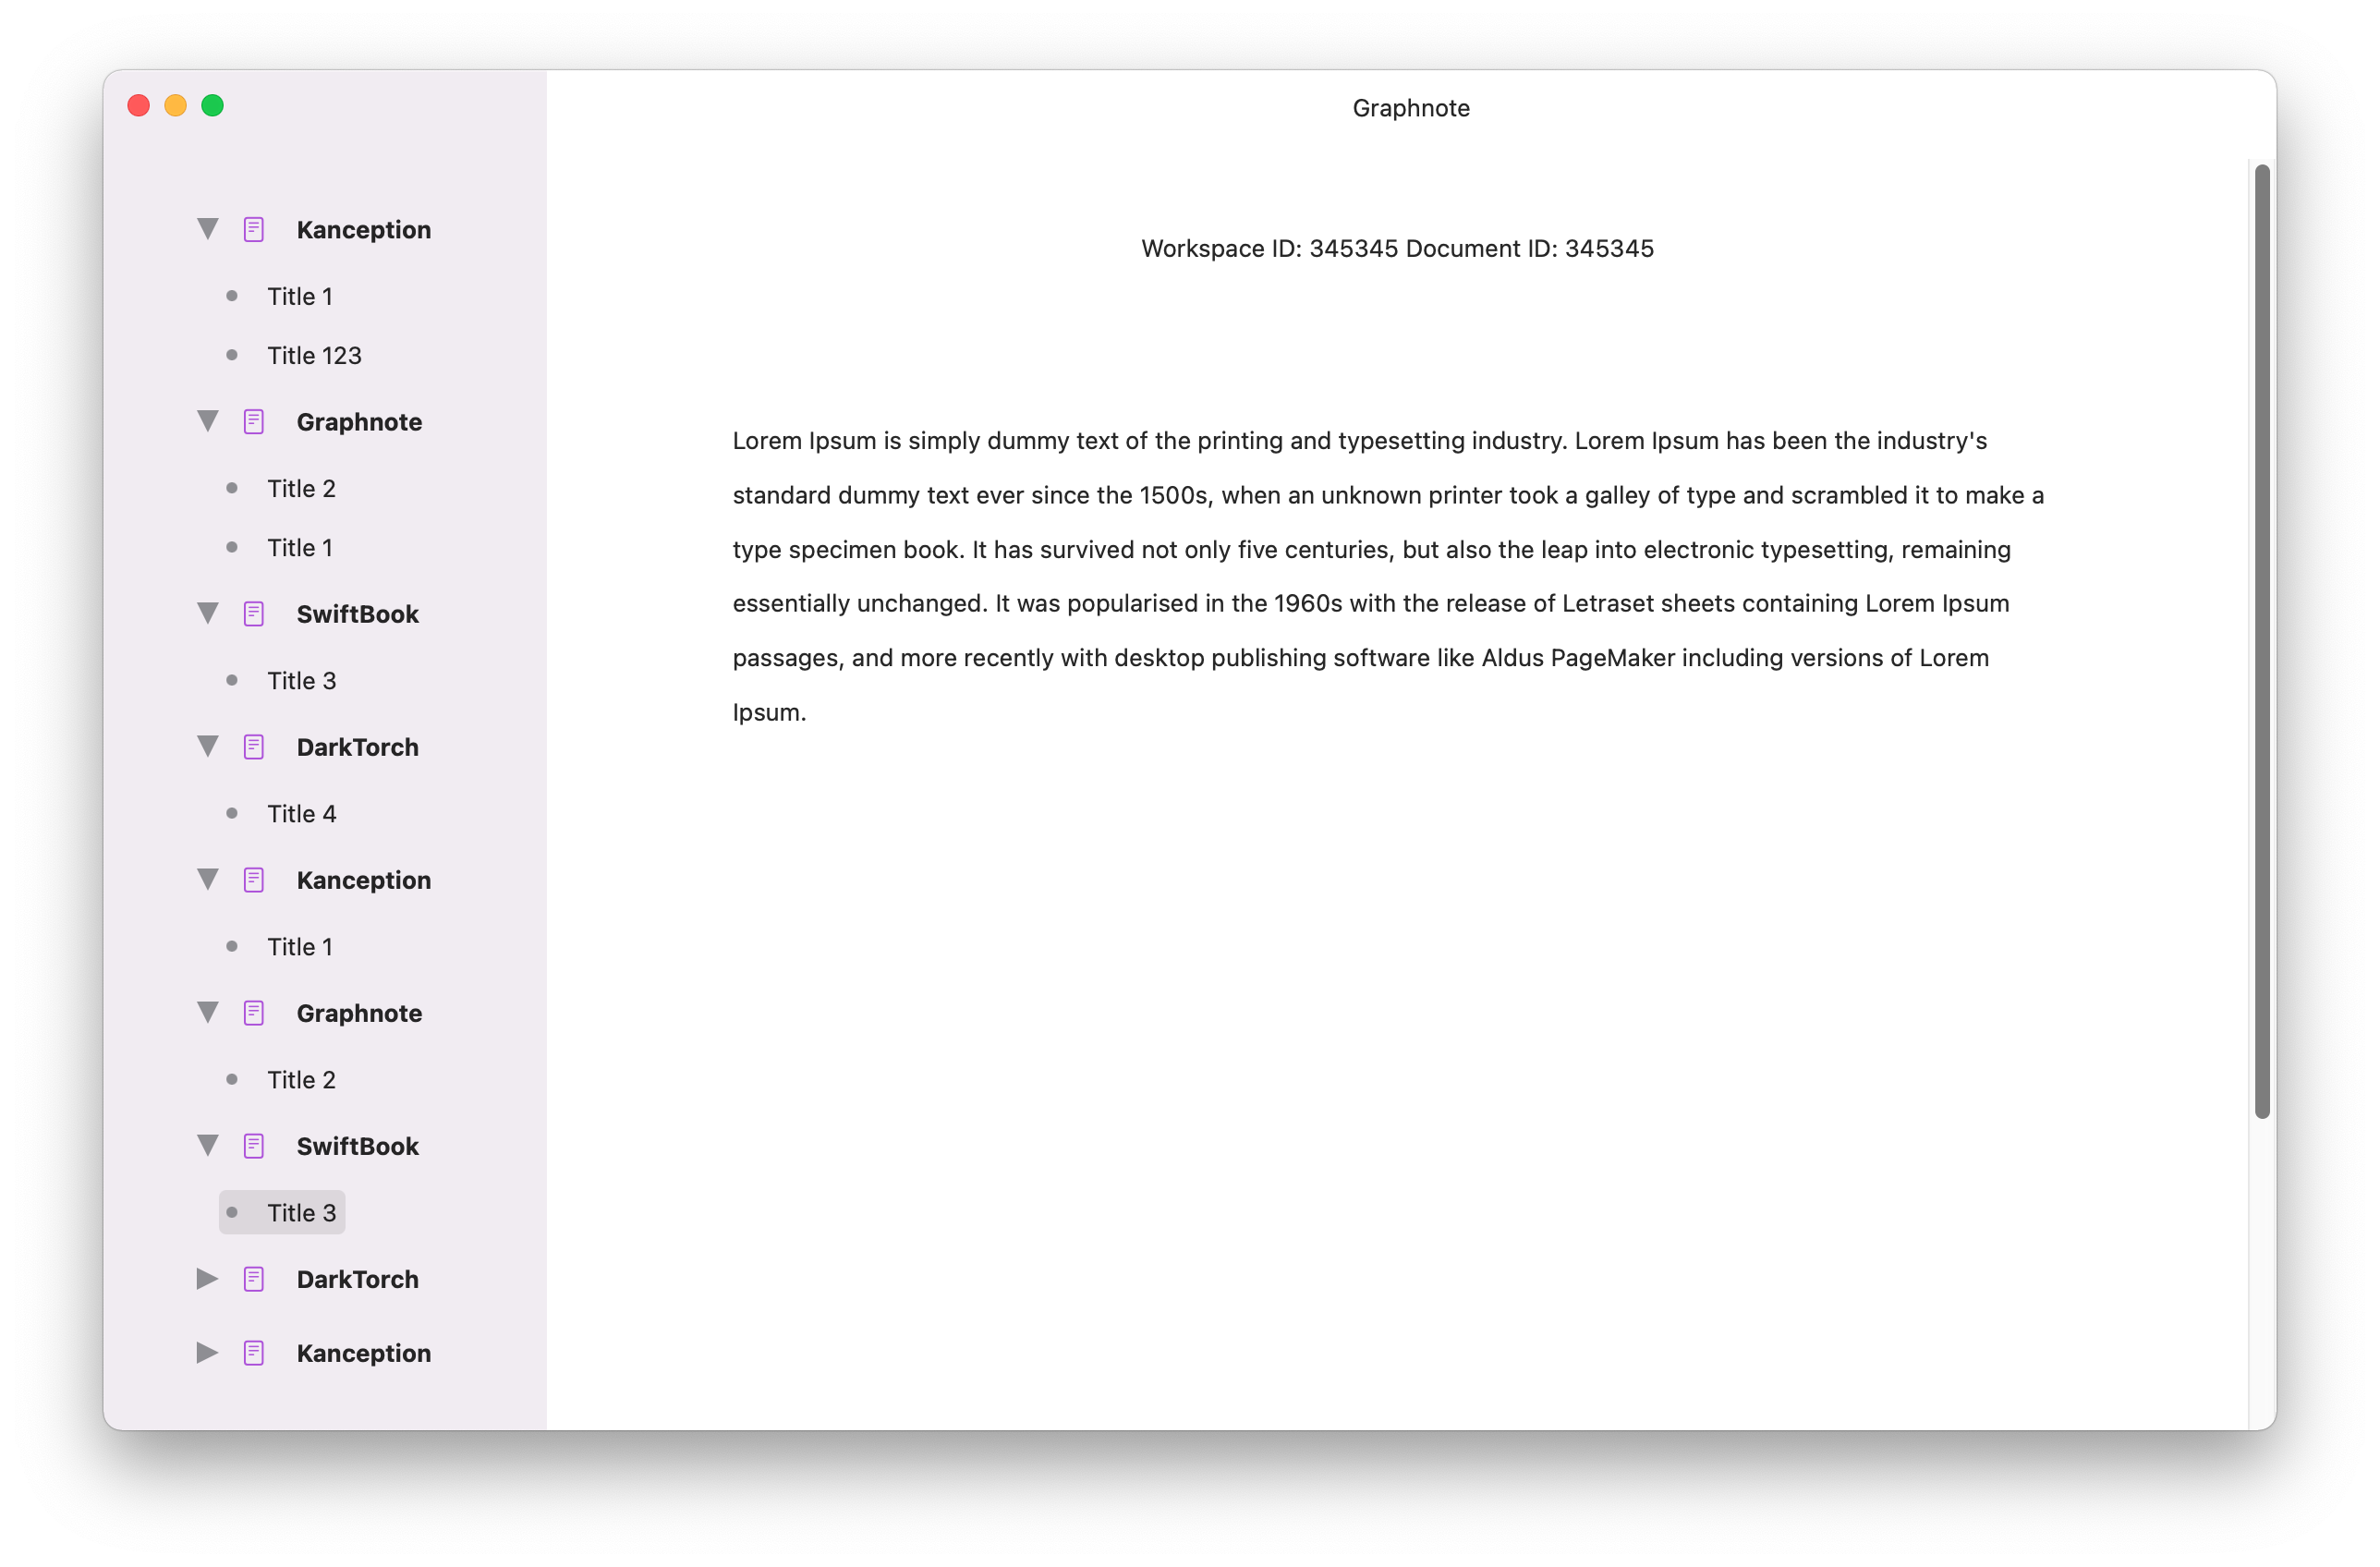 Graphnote
Kanception
Title 1
Title 123
Graphnote
Title 2
Title 1
SwiftBook
Title 3
DarkTorch
Title 4
Kanception
Title 1
Graphnote
Title 2
SwiftBook
Title 3
DarkTorch
Kanception
Workspace ID: 345345 Document ID: 345345
Lorem Ipsum is simply dummy text of the printing and typesetting industry. Lorem Ipsum has been the industry's
standard dummy text ever since the 1500s, when an unknown printer took a galley of type and scrambled it to make a
type specimen book. It has survived not only five centuries, but also the leap into electronic typesetting, remaining
essentially unchanged. It was popularised in the 1960s with the release of Letraset sheets containing Lorem Ipsum
passages, and more recently with desktop publishing software like Aldus PageMaker including versions of Lorem
Ipsum.